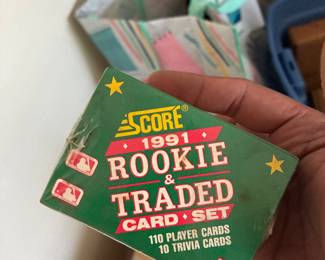 SCORE®
1991
ROOKIE
&
TRADED
CARD • SET
110 PLAYER CARDS
10 TRIVIA CARDS